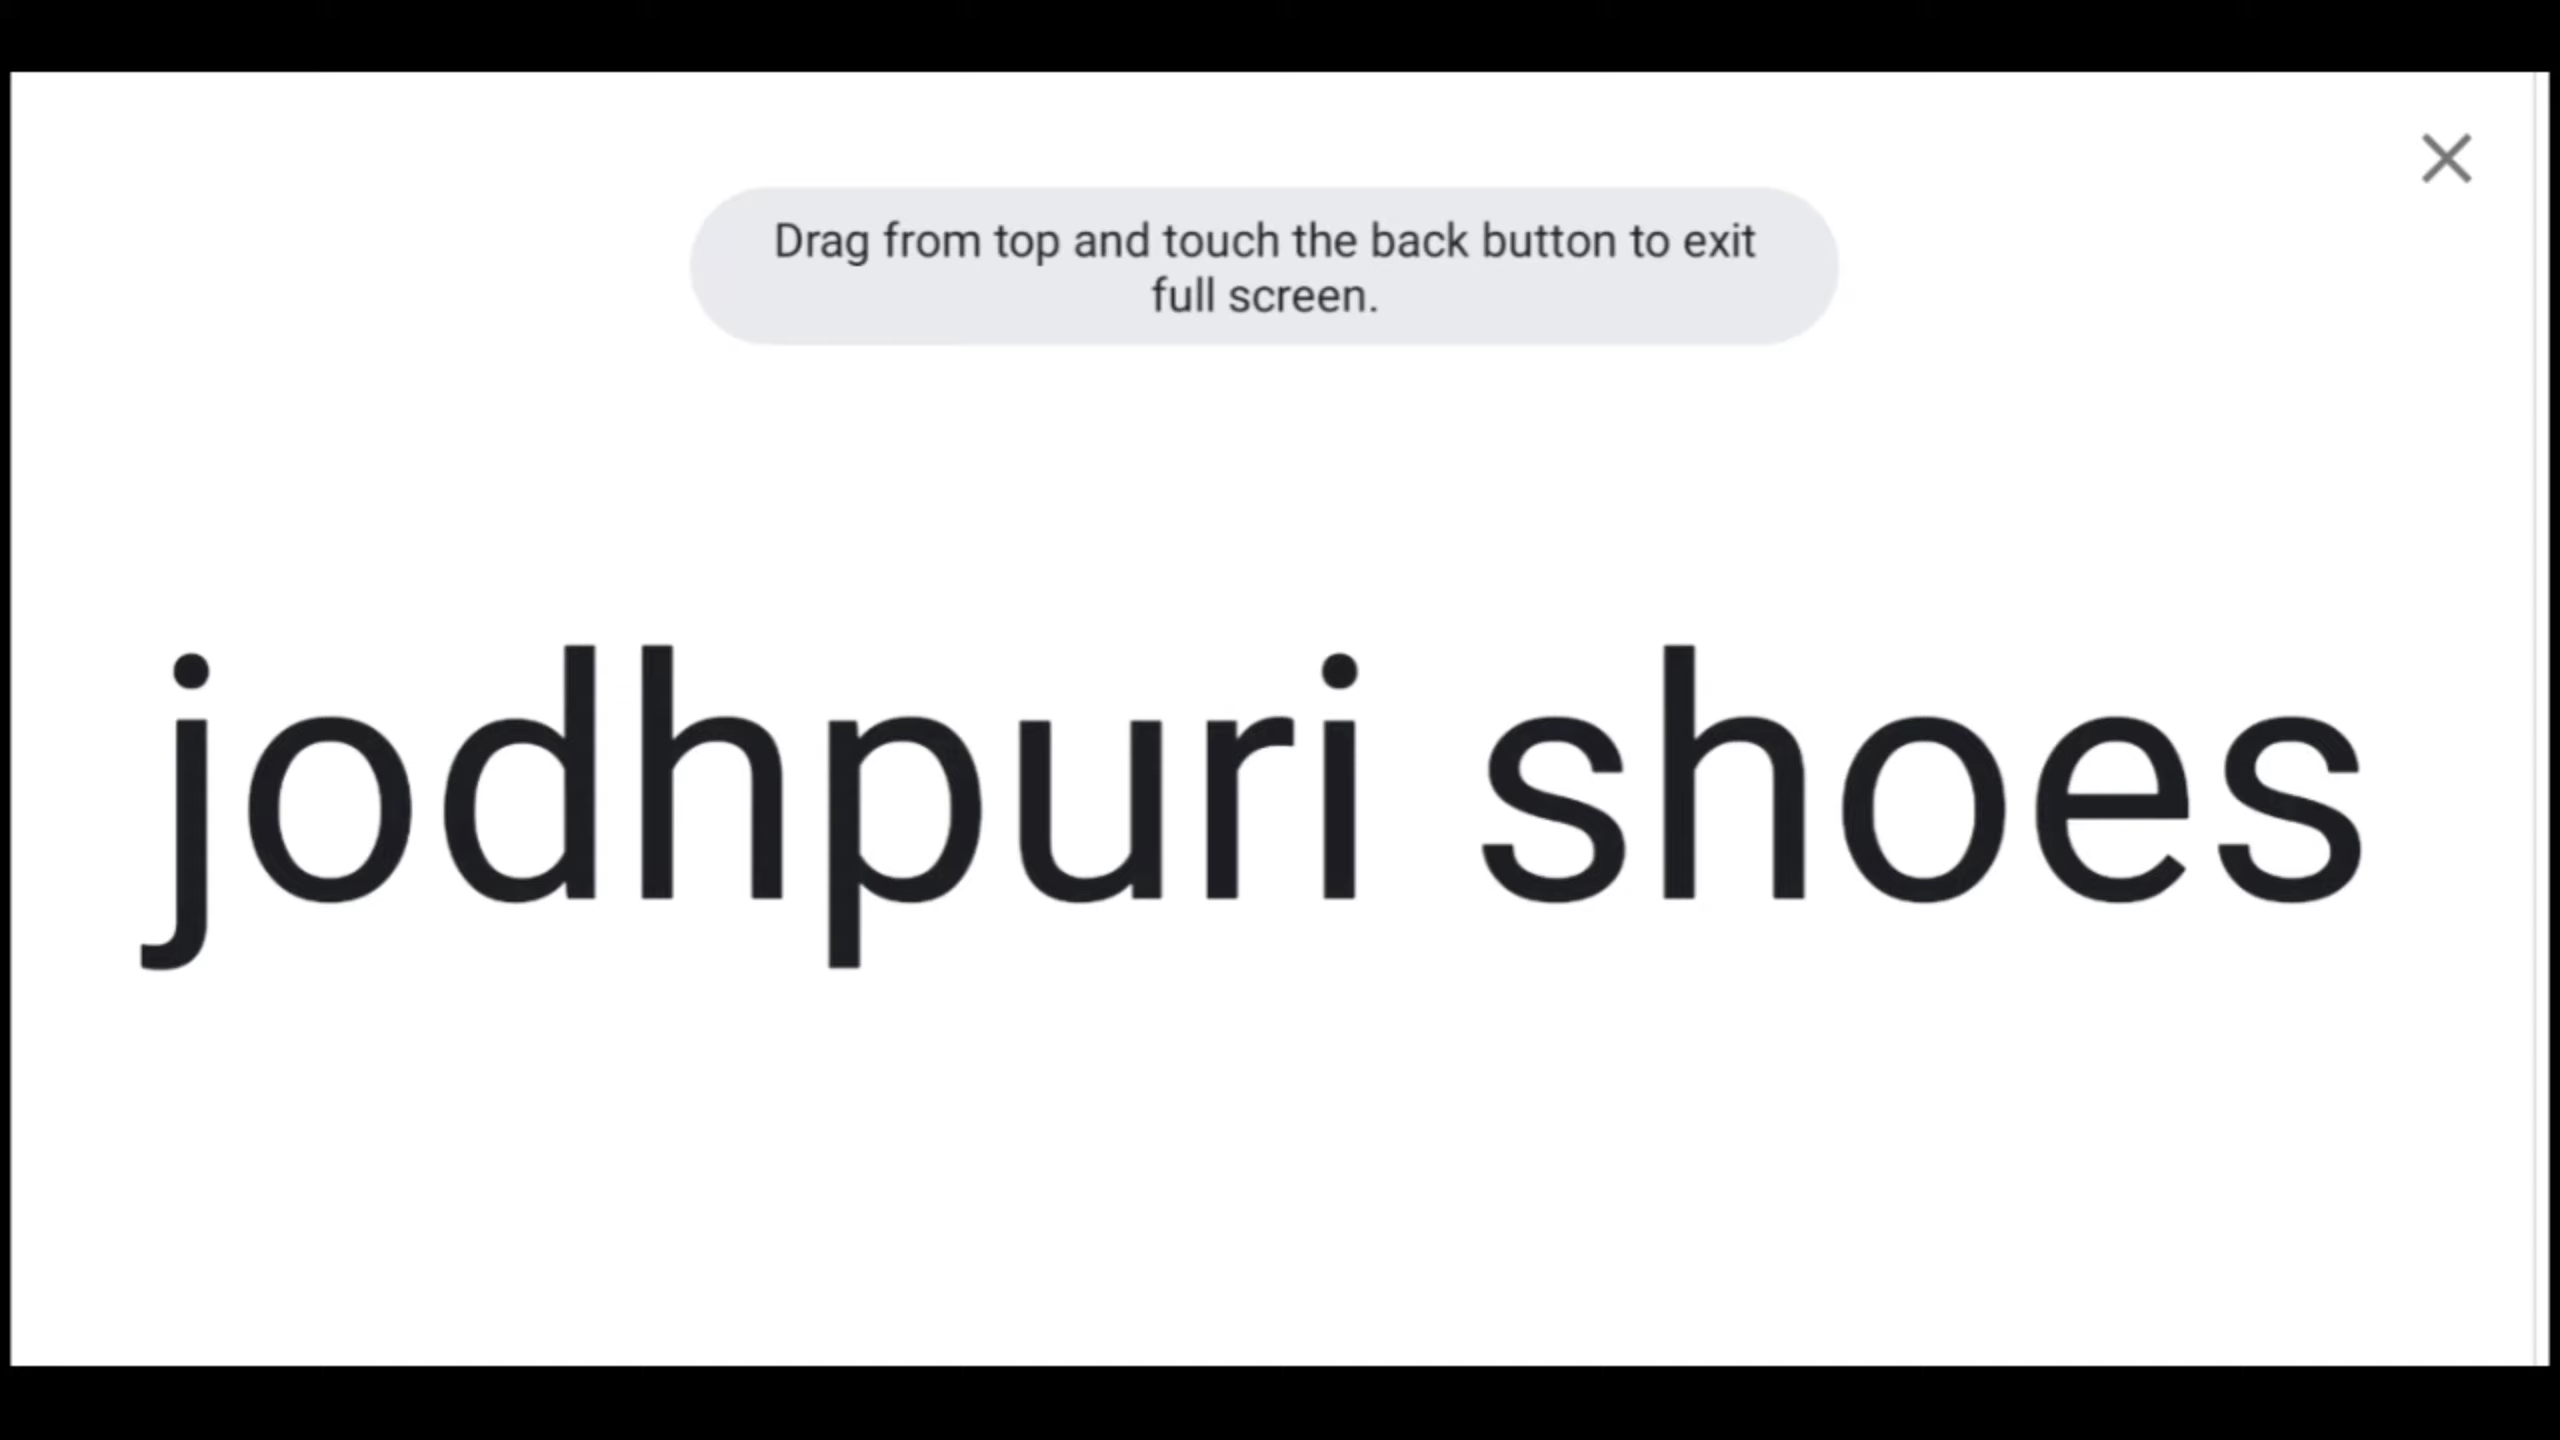 Drag from top and touch the back button to exit
full screen.
jodhpuri shoes